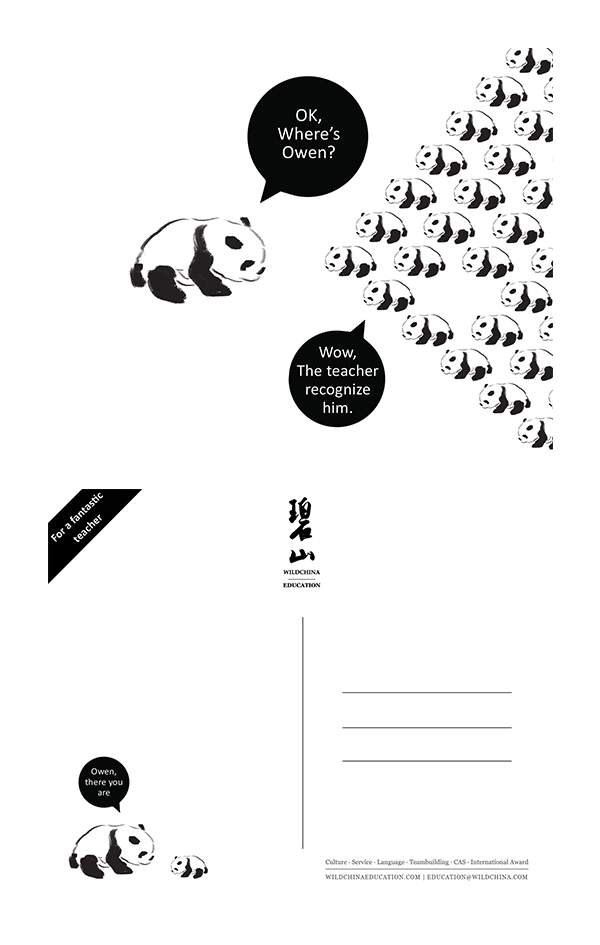 OK,
Where's
Owen?
Wow,
The teacher
recognize
him.
For a fantastic
teacher
碧
山
WILDCHINA
EDUCATION
Owen,
there you
are
Culture - Service - Language - Teambuilding - CAS - International Award
WILDCHINAEDUCATION.COM | EDUCATION@WILDCHINA.COM